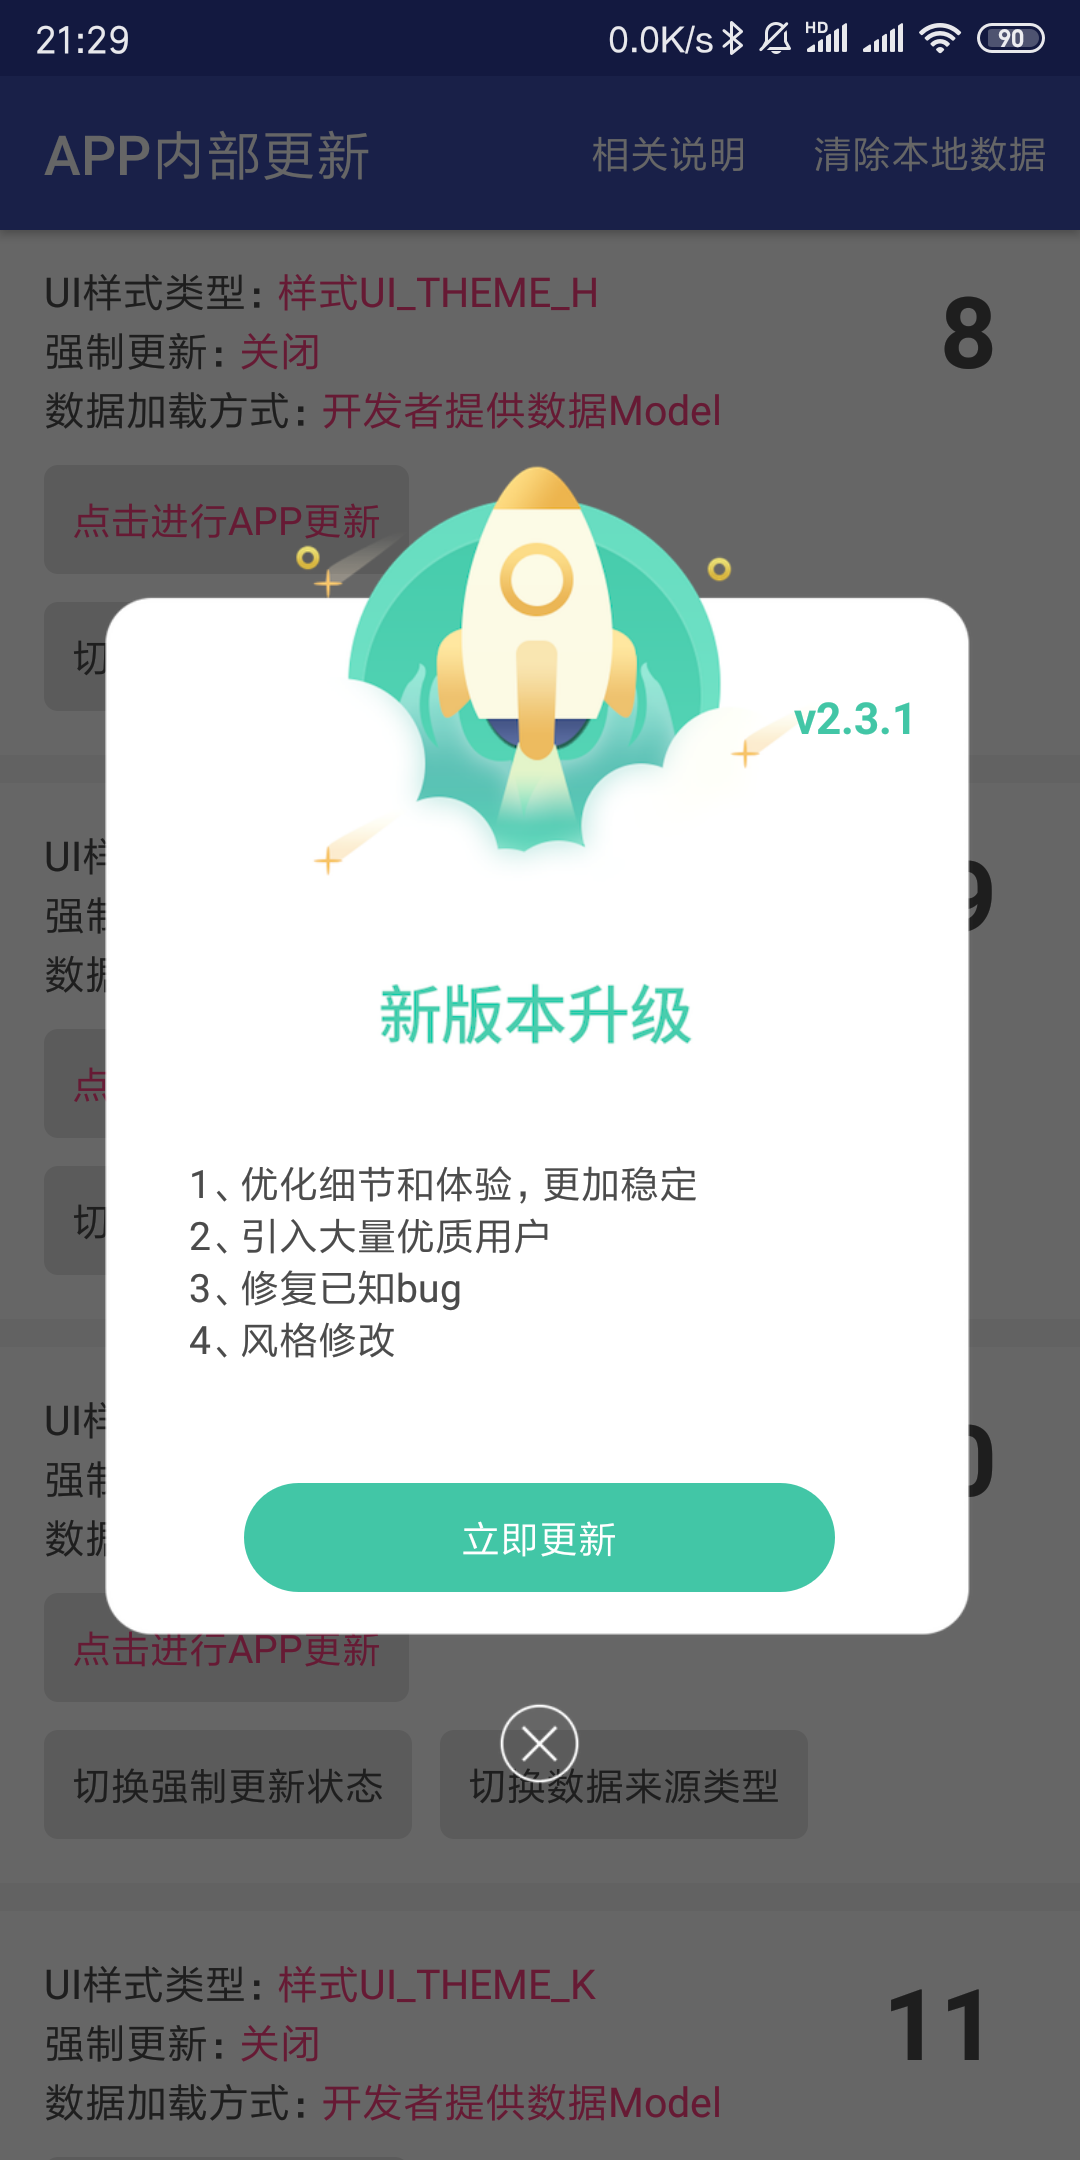 21:29 0.0K/s HD 90
APP内部更新 相关说明 清除本地数据
UI样式类型：样式UI_THEME_H
8
强制更新：关闭
数据加载方式：开发者提供数据Model
点击进行APP更新
切
v2.3.1
UI样
9
强制
数据
新版本升级
点
1、优化细节和体验，更加稳定
切
2、引入大量优质用户
3、修复已知bug
4、风格修改
UI样
0
强制
数据
立即更新
点击进行APP更新
切换强制更新状态 切换数据来源类型
UI样式类型：样式UI_THEME_K
11
强制更新：关闭
数据加载方式：开发者提供数据Model